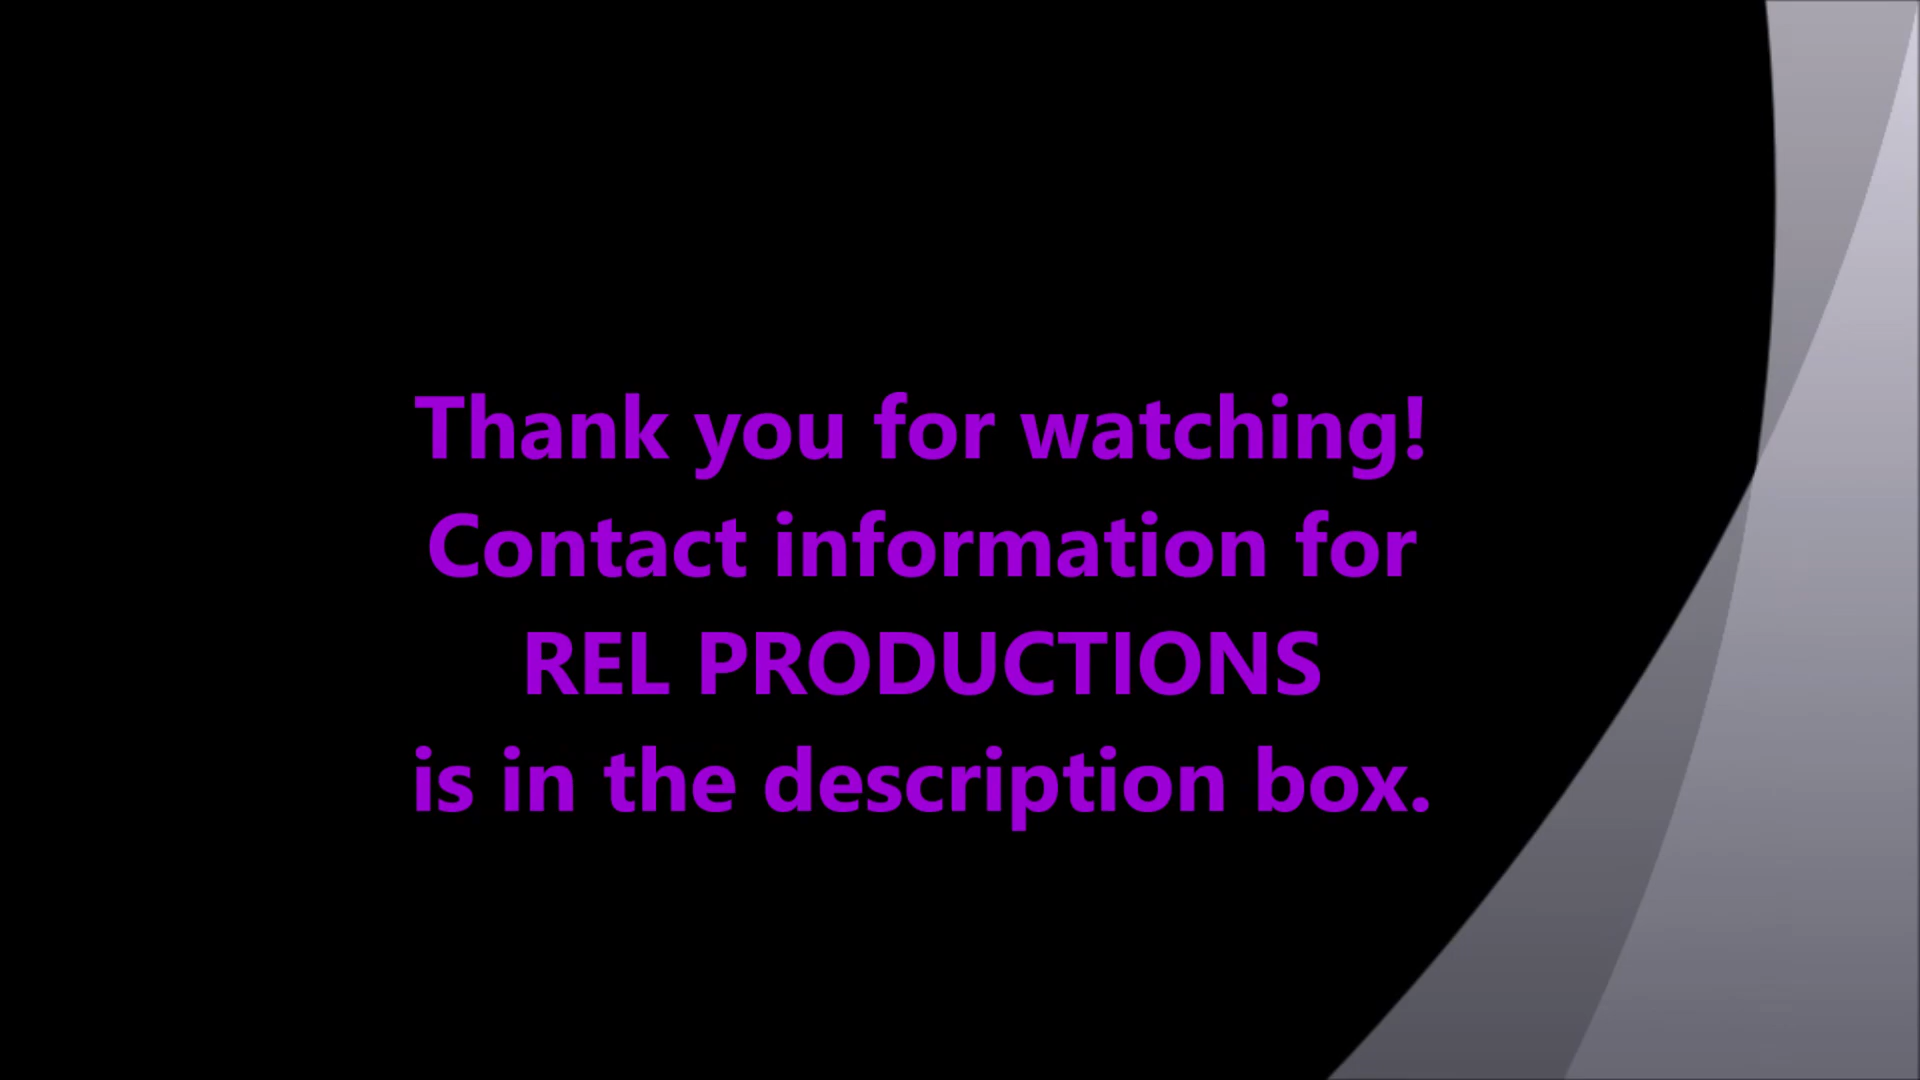 Thank you for watching!
Contact information for
REL PRODUCTIONS
is in the description box.